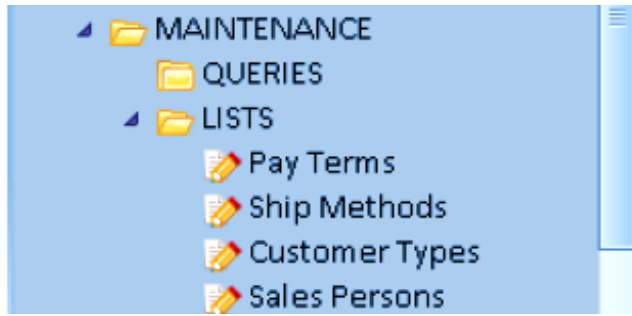 MAINTENANCE
QUERIES
LISTS
Pay Terms
Ship Methods
Customer Types
Sales Persons